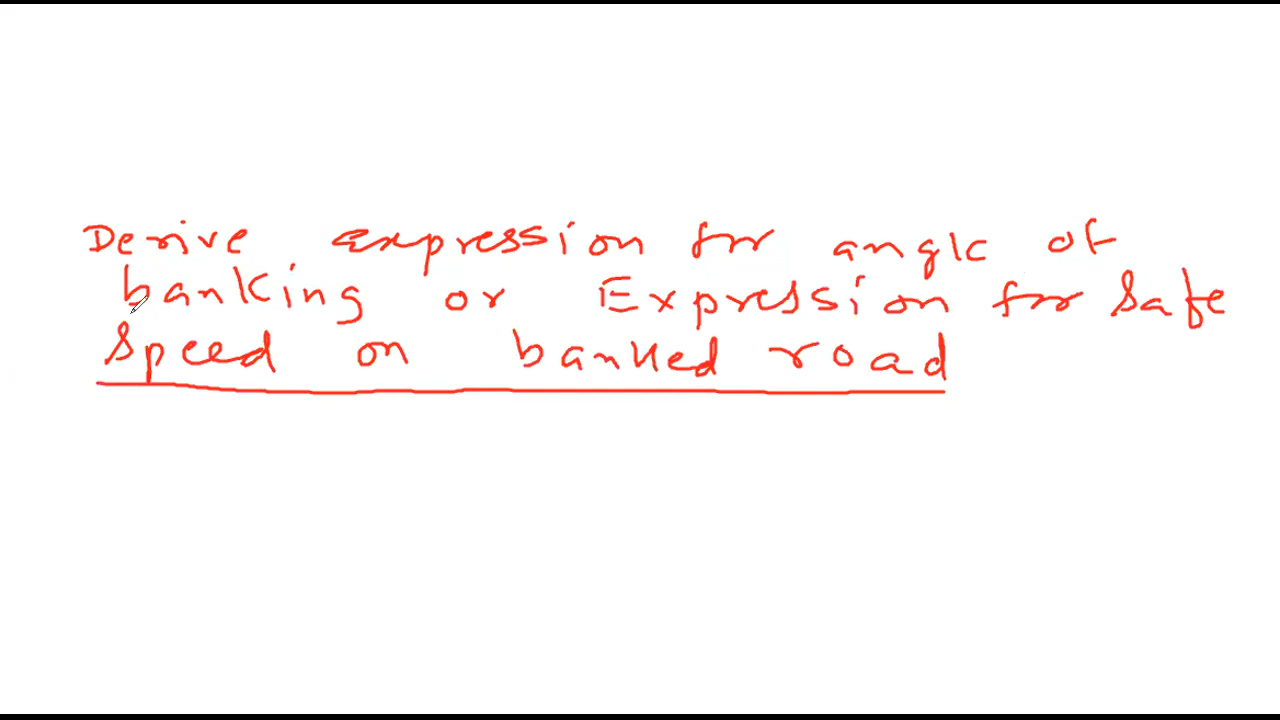 Derive expression for angle of
banking or Expression for Safe
Speed on banked road